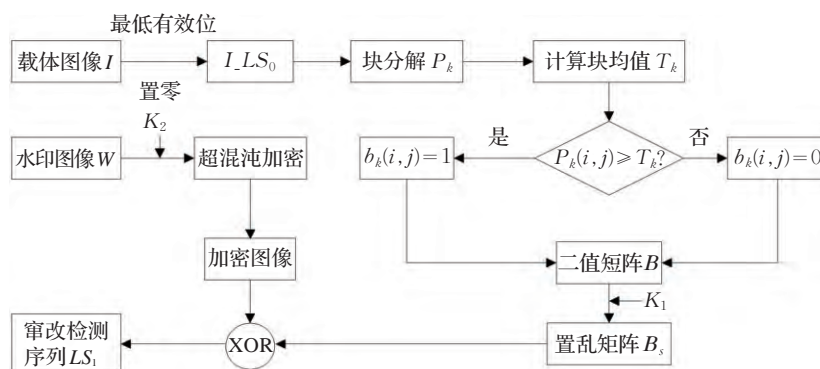 最低有效位
载体图像I
I_LS₀
块分解Pₖ
计算块均值Tₖ
置零
K₂
是
否
水印图像W
超混沌加密
bₖ(i,j)=1
Pₖ(i,j)⩾Tₖ?
bₖ(i,j)=0
加密图像
二值短阵B
K₁
窜改检测
序列LS₁
XOR
置乱矩阵Bₛ